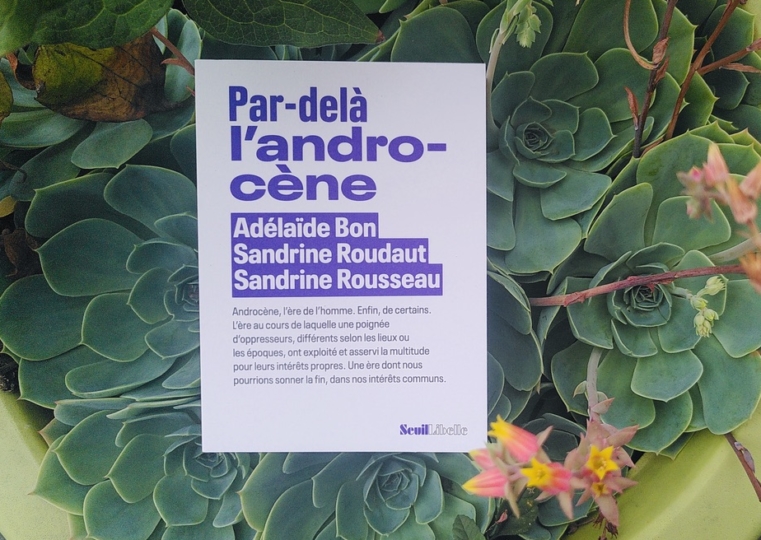 Par-delà
l'andro-
cène
Adélaïde Bon
Sandrine Roudaut
Sandrine Rousseau
Androcène, l'ère de l'homme. Enfin, de certains.
L'ère au cours de laquelle une poignée
d'oppresseurs, différents selon les lieux ou
les époques, ont exploité et asservi la multitude
pour leurs intérêts propres. Une ère dont nous
pourrions sonner la fin, dans nos intérêts communs.
SeuilLibelle